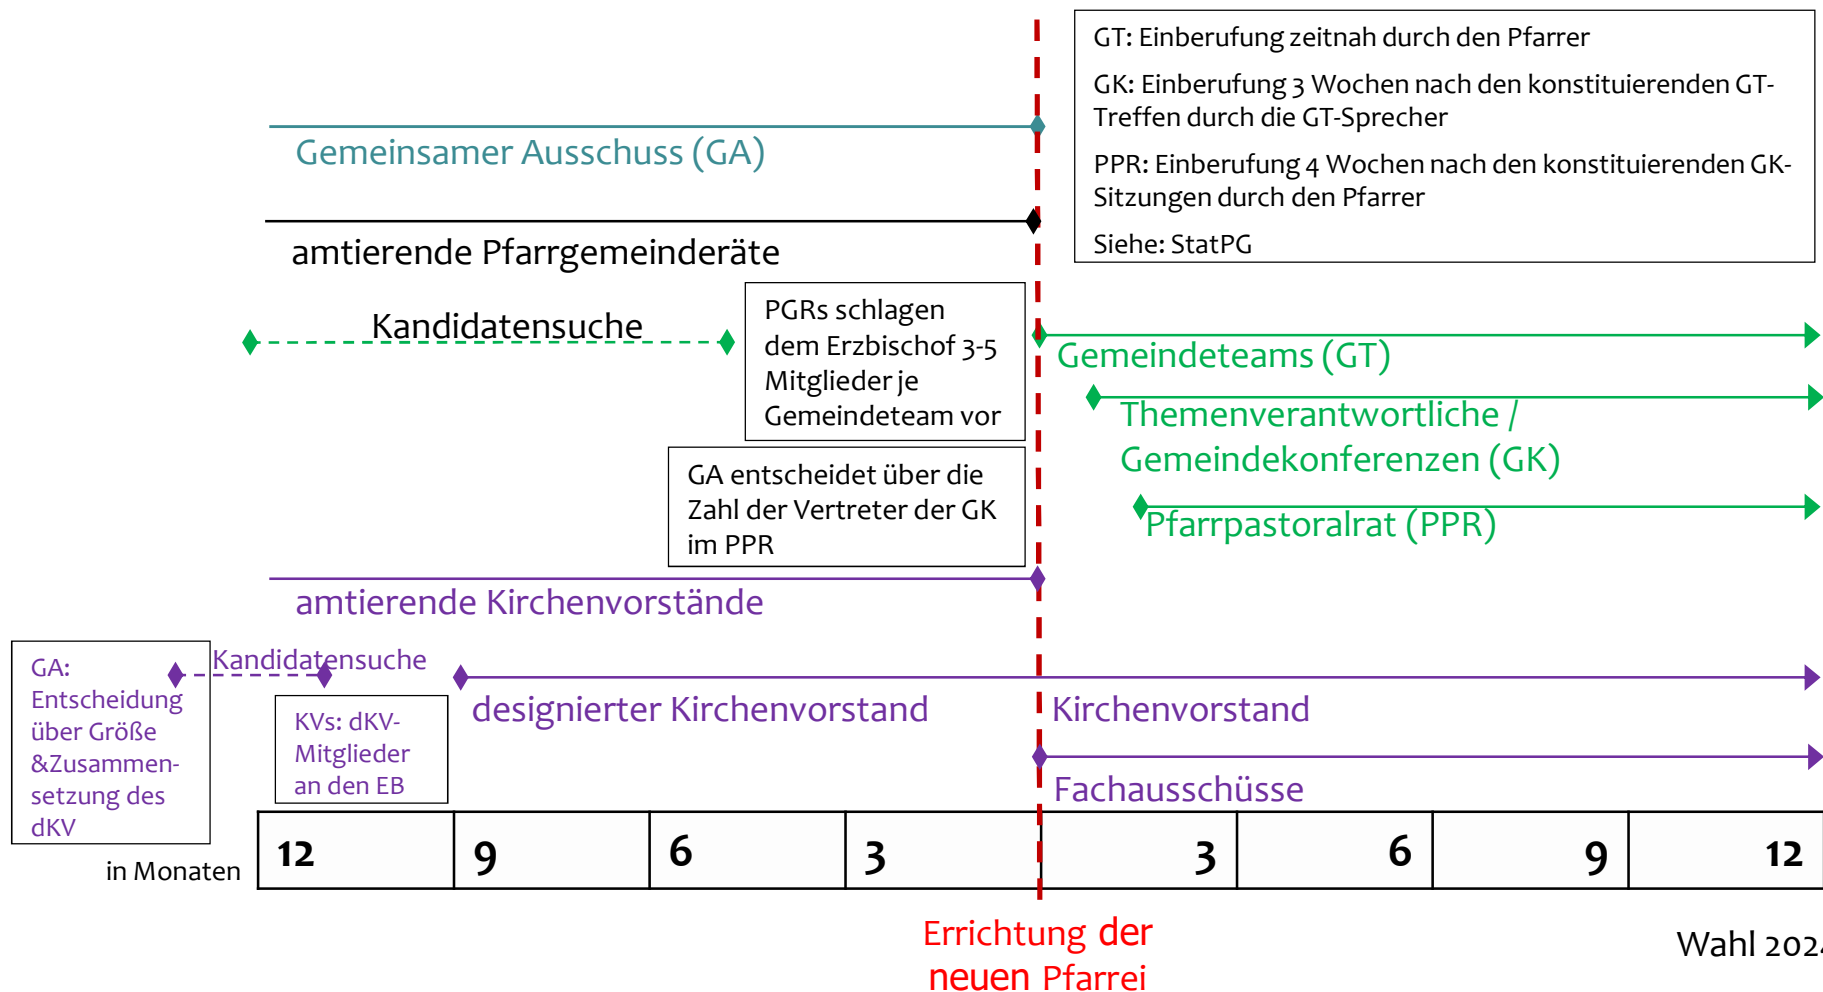 GT: Einberufung zeitnah durch den Pfarrer
GK: Einberufung 3 Wochen nach den konstituierenden GT-
Treffen durch die GT-Sprecher
PPR: Einberufung 4 Wochen nach den konstituierenden GK-
Sitzungen durch den Pfarrer
Siehe: StatPG
Gemeinsamer Ausschuss (GA)
amtierende Pfarrgemeinderäte
Kandidatensuche
PGRs schlagen
dem Erzbischof 3-5
Mitglieder je
Gemeindeteam vor
Gemeindeteams (GT)
Themenverantwortliche /
Gemeindekonferenzen (GK)
GA entscheidet über die
Zahl der Vertreter der GK
im PPR
Pfarrpastoralrat (PPR)
amtierende Kirchenvorstände
GA:
Entscheidung
über Größe
&Zusammen-
setzung des
dKV
Kandidatensuche
KVs: dKV-
Mitglieder
an den EB
designierter Kirchenvorstand
Kirchenvorstand
Fachausschüsse
in Monaten
12 9 6 3 3 6 9 12
Errichtung der
neuen Pfarrei
Wahl 2024